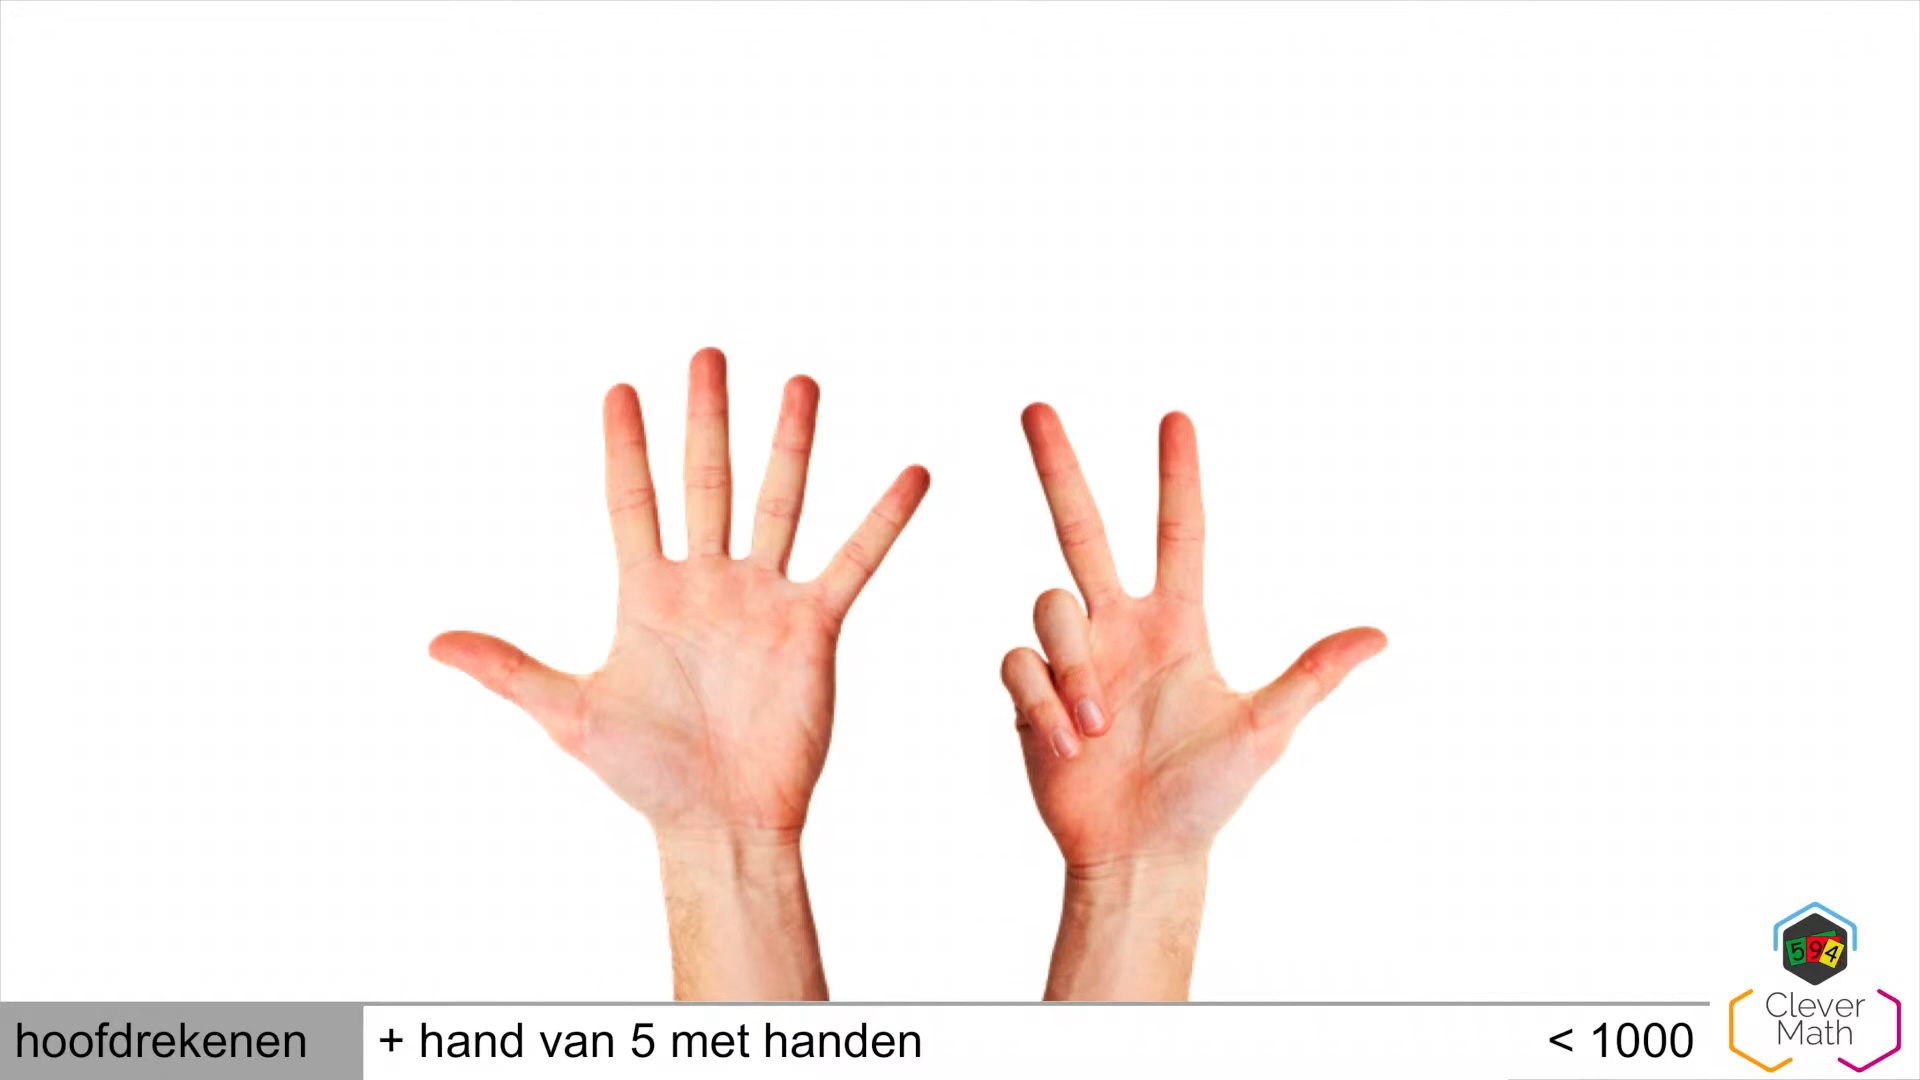 hoofdrekenen
+ hand van 5 met handen
< 1000
594
Clever
Math